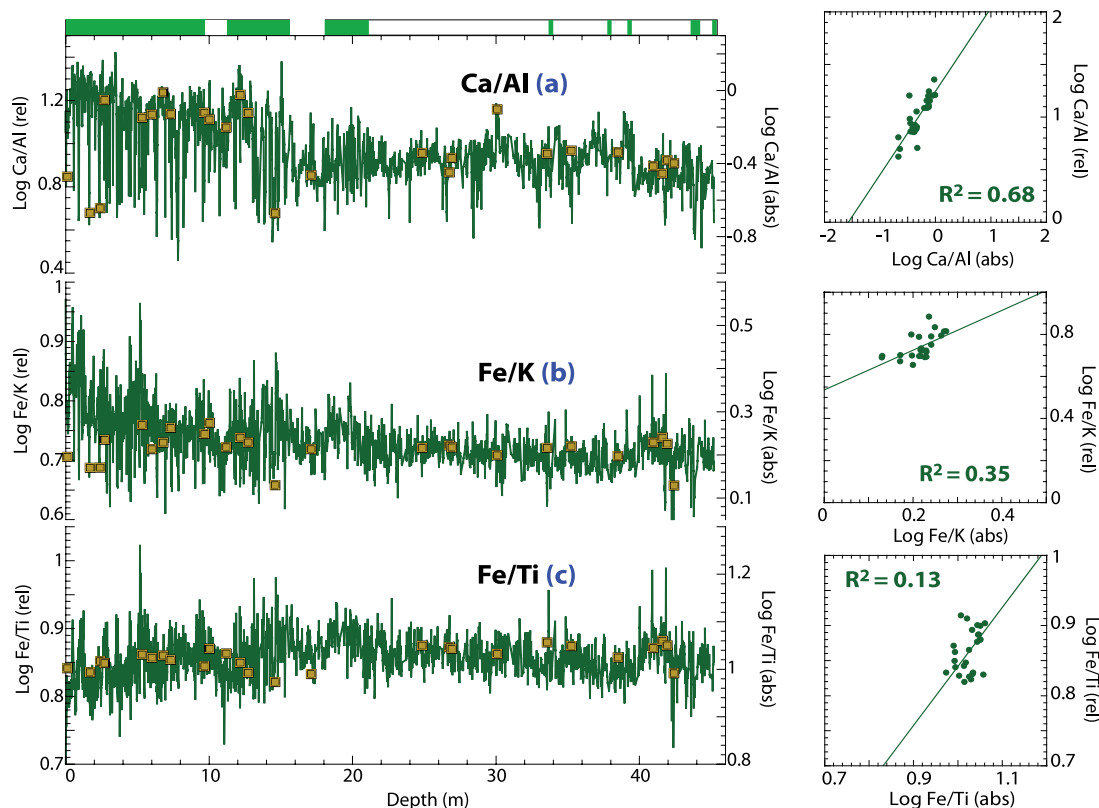 Ca/Al (a)
Log Ca/Al (rel)
1.2
0.8
0.4
0
-0.4
-0.8
Log Ca/Al (abs)
Fe/K (b)
Log Fe/K (rel)
1
0.9
0.8
0.7
0.6
0.5
0.3
0.1
Log Fe/K (abs)
Fe/Ti (c)
Log Fe/Ti (rel)
1
0.9
0.8
0.7
1.2
1
0.8
Log Fe/Ti (abs)
0 10 20 30 40
Depth (m)
2
1
0
Log Ca/Al (rel)
R² = 0.68
-2 -1 0 1 2
Log Ca/Al (abs)
0.8
0.4
0
Log Fe/K (rel)
R² = 0.35
0 0.2 0.4
Log Fe/K (abs)
R² = 0.13
1
0.9
0.8
0.7
Log Fe/Ti (rel)
0.7 0.9 1.1
Log Fe/Ti (abs)